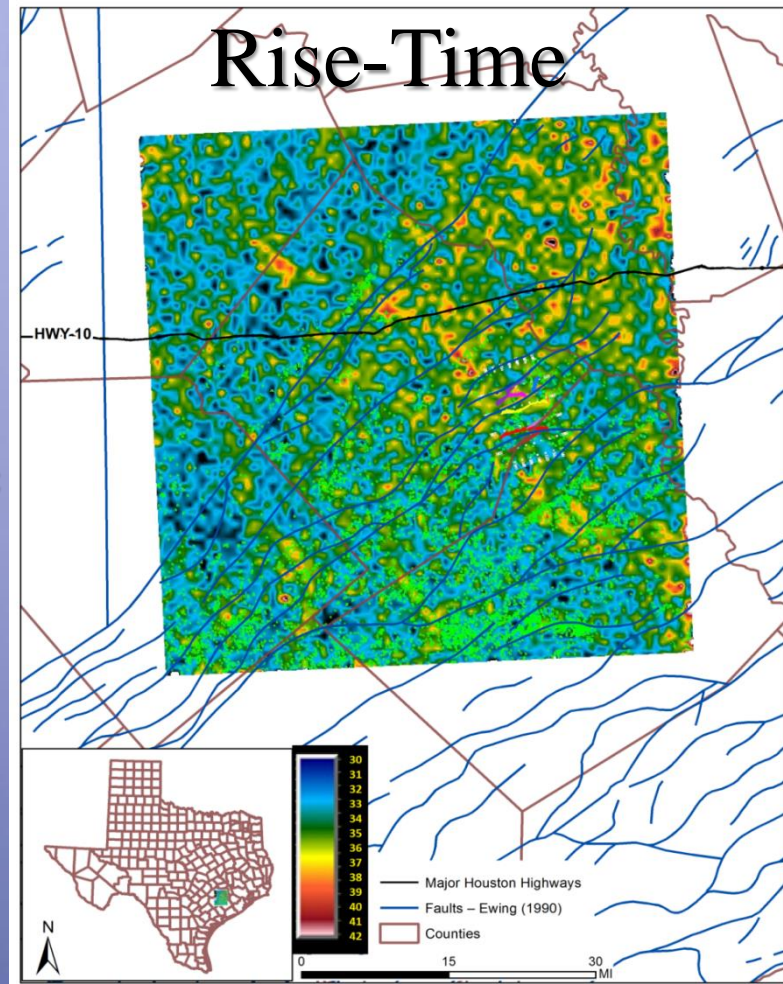 Rise-Time
HWY-10
30
31
32
33
34
35
36
37
38
39
40
41
42
Major Houston Highways
Faults – Ewing (1990)
Counties
N
0 15 30
MI